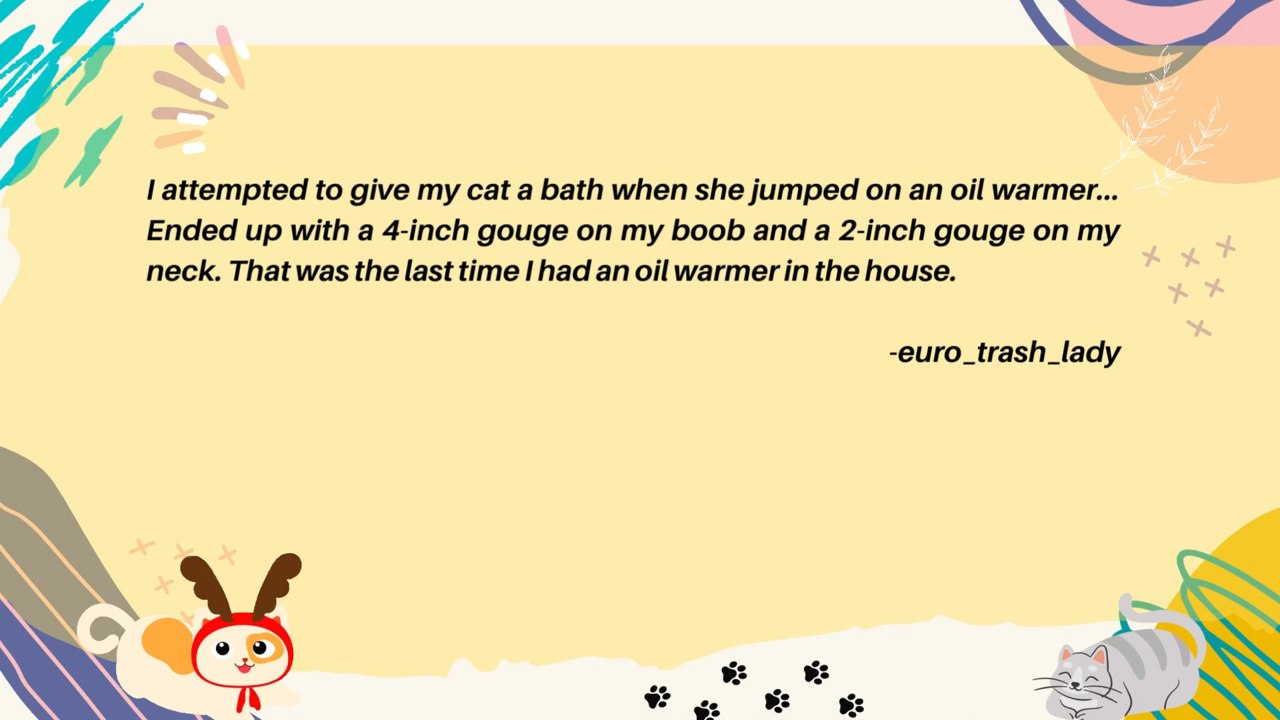 I attempted to give my cat a bath when she jumped on an oil warmer...
Ended up with a 4-inch gouge on my boob and a 2-inch gouge on my
neck. That was the last time I had an oil warmer in the house.
-euro_trash_lady